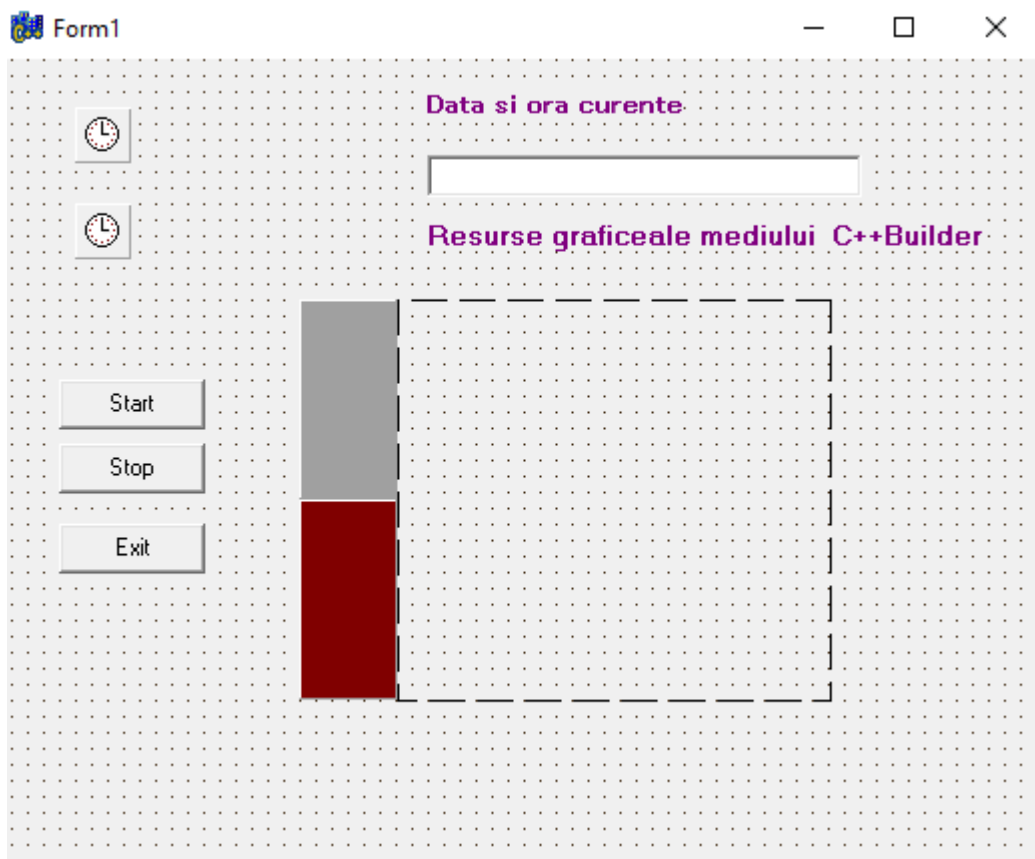 Form1
Data si ora curente
Resurse graficeale mediului C++Builder
Start
Stop
Exit